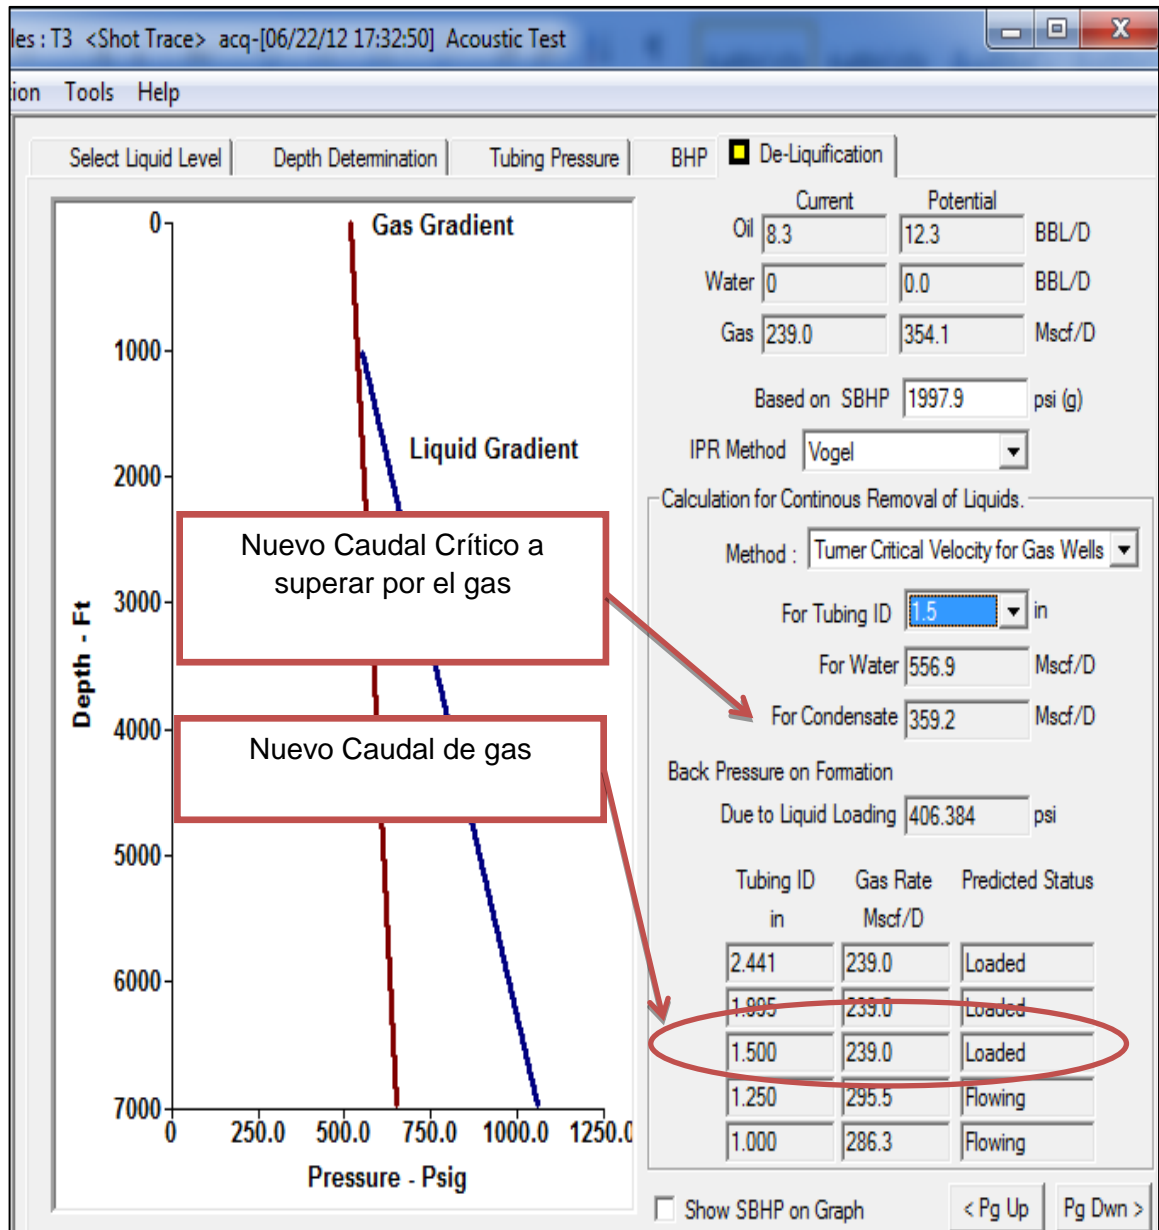 les : T3 <Shot Trace> acq-[06/22/12 17:32:50] Acoustic Test
ion Tools Help
Select Liquid Level Depth Determination Tubing Pressure BHP De-Liquification
Current Potential
Oil 8.3 12.3 BBL/D
Water 0 0.0 BBL/D
Gas 239.0 354.1 Mscf/D
Based on SBHP 1997.9 psi (g)
IPR Method Vogel
Calculation for Continous Removal of Liquids.
Method : Turner Critical Velocity for Gas Wells
For Tubing ID 1.5 in
For Water 556.9 Mscf/D
For Condensate 359.2 Mscf/D
Back Pressure on Formation
Due to Liquid Loading 406.384 psi
Tubing ID Gas Rate Predicted Status
in Mscf/D
2.441 239.0 Loaded
1.995 239.0 Loaded
1.500 239.0 Loaded
1.250 295.5 Flowing
1.000 286.3 Flowing
Show SBHP on Graph < Pg Up Pg Dwn >
Gas Gradient
Liquid Gradient
Nuevo Caudal Crítico a
superar por el gas
Nuevo Caudal de gas
Depth - Ft
0
1000
2000
3000
4000
5000
6000
7000
0 250.0 500.0 750.0 1000.0 1250.0
Pressure - Psig